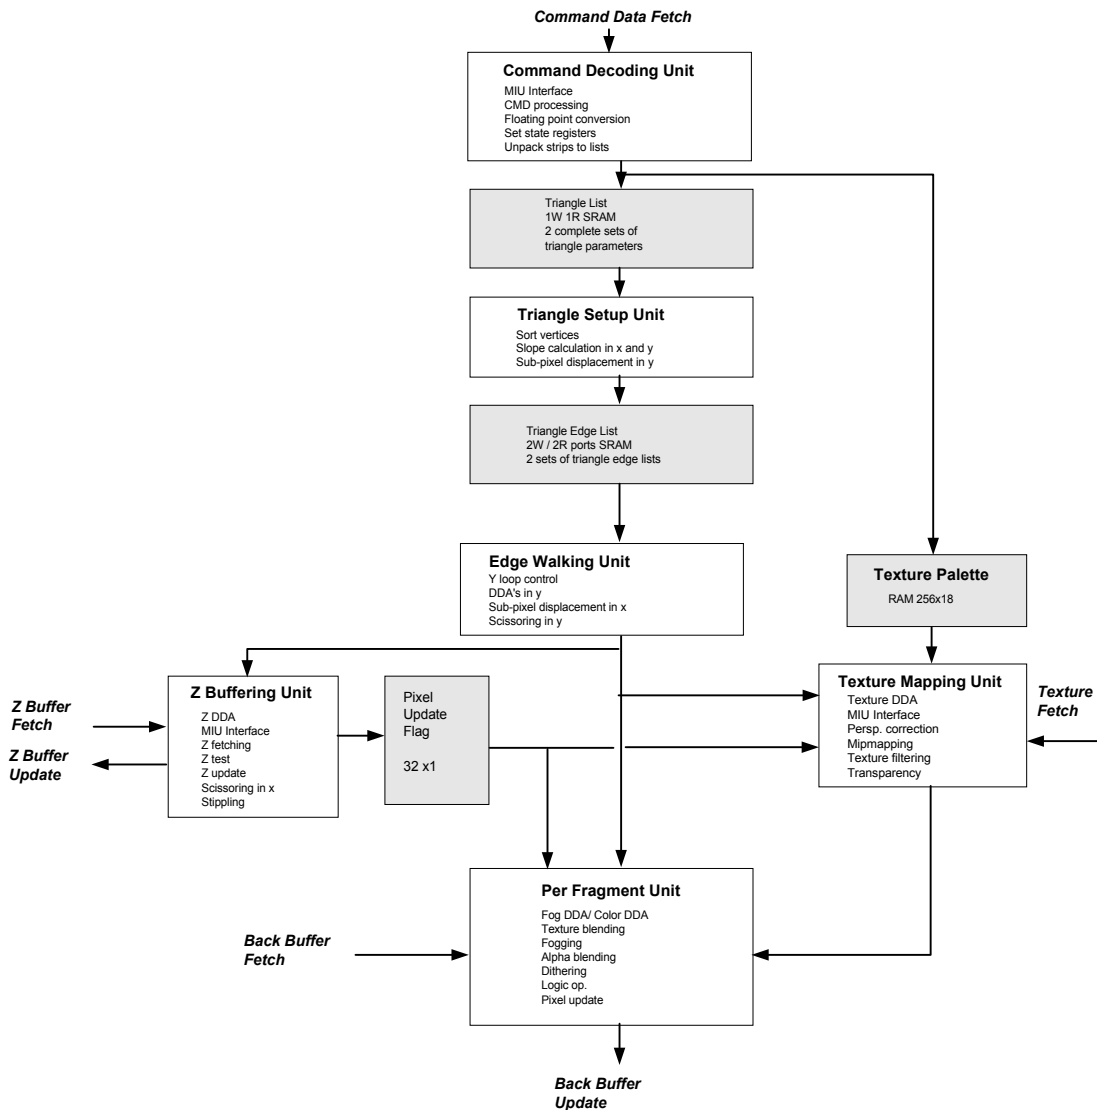 Command Data Fetch
Command Decoding Unit
MIU Interface
CMD processing
Floating point conversion
Set state registers
Unpack strips to lists
Triangle List
1W 1R SRAM
2 complete sets of
triangle parameters
Triangle Setup Unit
Sort vertices
Slope calculation in x and y
Sub-pixel displacement in y
Triangle Edge List
2W / 2R ports SRAM
2 sets of triangle edge lists
Edge Walking Unit
Y loop control
DDA's in y
Sub-pixel displacement in x
Scissoring in y
Texture Palette
RAM 256x18
Z Buffer
Fetch
Z Buffer
Update
Z Buffering Unit
Z DDA
MIU Interface
Z fetching
Z test
Z update
Scissoring in x
Stippling
Pixel
Update
Flag
32 x1
Texture Mapping Unit
Texture DDA
MIU Interface
Persp. correction
Mipmapping
Texture filtering
Transparency
Texture
Fetch
Back Buffer
Fetch
Per Fragment Unit
Fog DDA/ Color DDA
Texture blending
Fogging
Alpha blending
Dithering
Logic op.
Pixel update
Back Buffer
Update